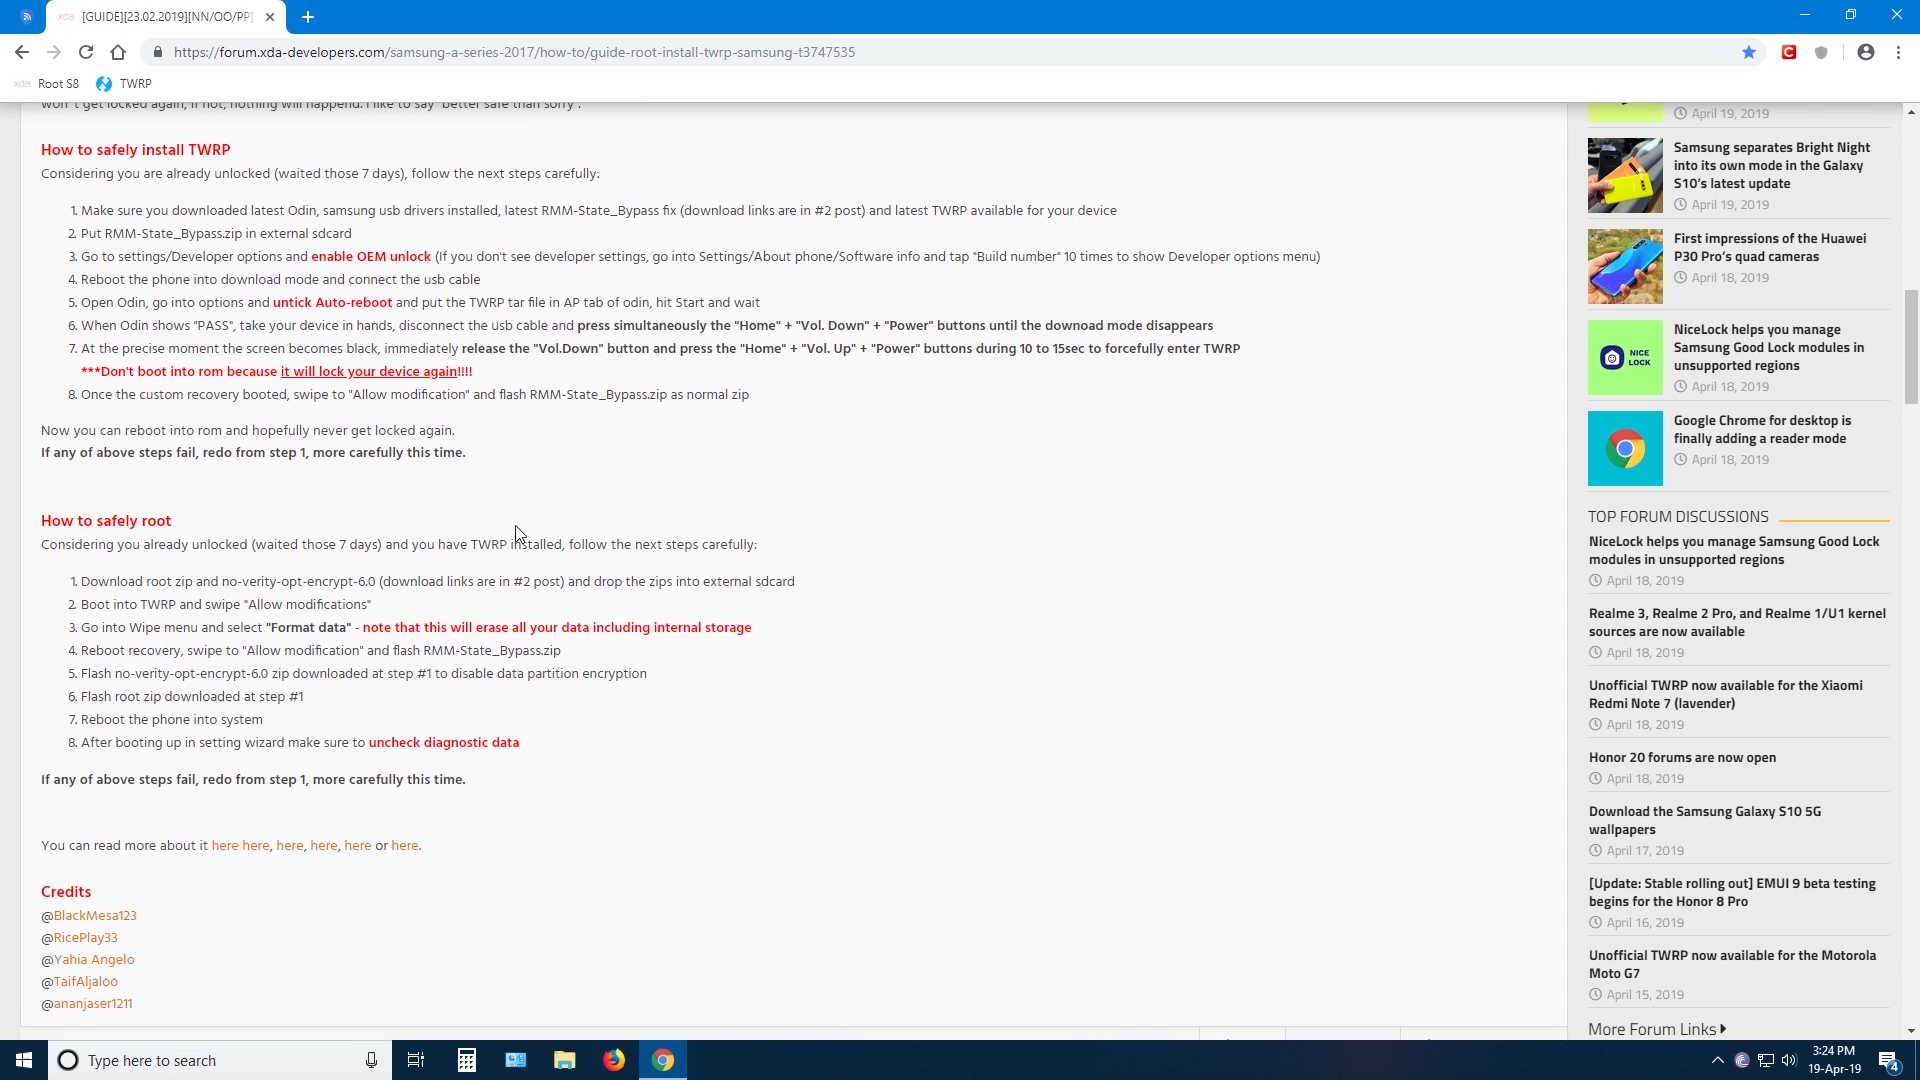 xda [GUIDE][23.02.2019][NN/OO/PP]
https://forum.xda-developers.com/samsung-a-series-2017/how-to/guide-root-install-twrp-samsung-t3747535
xda Root S8 TWRP
won't get locked again, if not, nothing will happend. I like to say "better safe than sorry".
How to safely install TWRP
Considering you are already unlocked (waited those 7 days), follow the next steps carefully:
1. Make sure you downloaded latest Odin, samsung usb drivers installed, latest RMM-State_Bypass fix (download links are in #2 post) and latest TWRP available for your device
2. Put RMM-State_Bypass.zip in external sdcard
3. Go to settings/Developer options and enable OEM unlock (If you don't see developer settings, go into Settings/About phone/Software info and tap "Build number" 10 times to show Developer options menu)
4. Reboot the phone into download mode and connect the usb cable
5. Open Odin, go into options and untick Auto-reboot and put the TWRP tar file in AP tab of odin, hit Start and wait
6. When Odin shows "PASS", take your device in hands, disconnect the usb cable and press simultaneously the "Home" + "Vol. Down" + "Power" buttons until the downoad mode disappears
7. At the precise moment the screen becomes black, immediately release the "Vol.Down" button and press the "Home" + "Vol. Up" + "Power" buttons during 10 to 15sec to forcefully enter TWRP
***Don't boot into rom because it will lock your device again!!!!
8. Once the custom recovery booted, swipe to "Allow modification" and flash RMM-State_Bypass.zip as normal zip
Now you can reboot into rom and hopefully never get locked again.
If any of above steps fail, redo from step 1, more carefully this time.
How to safely root
Considering you already unlocked (waited those 7 days) and you have TWRP installed, follow the next steps carefully:
1. Download root zip and no-verity-opt-encrypt-6.0 (download links are in #2 post) and drop the zips into external sdcard
2. Boot into TWRP and swipe "Allow modifications"
3. Go into Wipe menu and select "Format data" - note that this will erase all your data including internal storage
4. Reboot recovery, swipe to "Allow modification" and flash RMM-State_Bypass.zip
5. Flash no-verity-opt-encrypt-6.0 zip downloaded at step #1 to disable data partition encryption
6. Flash root zip downloaded at step #1
7. Reboot the phone into system
8. After booting up in setting wizard make sure to uncheck diagnostic data
If any of above steps fail, redo from step 1, more carefully this time.
You can read more about it here here, here, here, here or here.
Credits
@BlackMesa123
@RicePlay33
@Yahia Angelo
@TaifAljaloo
@ananjaser1211
April 19, 2019
Samsung separates Bright Night
into its own mode in the Galaxy
S10's latest update
April 19, 2019
First impressions of the Huawei
P30 Pro's quad cameras
April 18, 2019
NICE
LOCK
NiceLock helps you manage
Samsung Good Lock modules in
unsupported regions
April 18, 2019
Google Chrome for desktop is
finally adding a reader mode
April 18, 2019
TOP FORUM DISCUSSIONS
NiceLock helps you manage Samsung Good Lock
modules in unsupported regions
April 18, 2019
Realme 3, Realme 2 Pro, and Realme 1/U1 kernel
sources are now available
April 18, 2019
Unofficial TWRP now available for the Xiaomi
Redmi Note 7 (lavender)
April 18, 2019
Honor 20 forums are now open
April 18, 2019
Download the Samsung Galaxy S10 5G
wallpapers
April 17, 2019
[Update: Stable rolling out] EMUI 9 beta testing
begins for the Honor 8 Pro
April 16, 2019
Unofficial TWRP now available for the Motorola
Moto G7
April 15, 2019
More Forum Links
Type here to search
3:24 PM
19-Apr-19
4